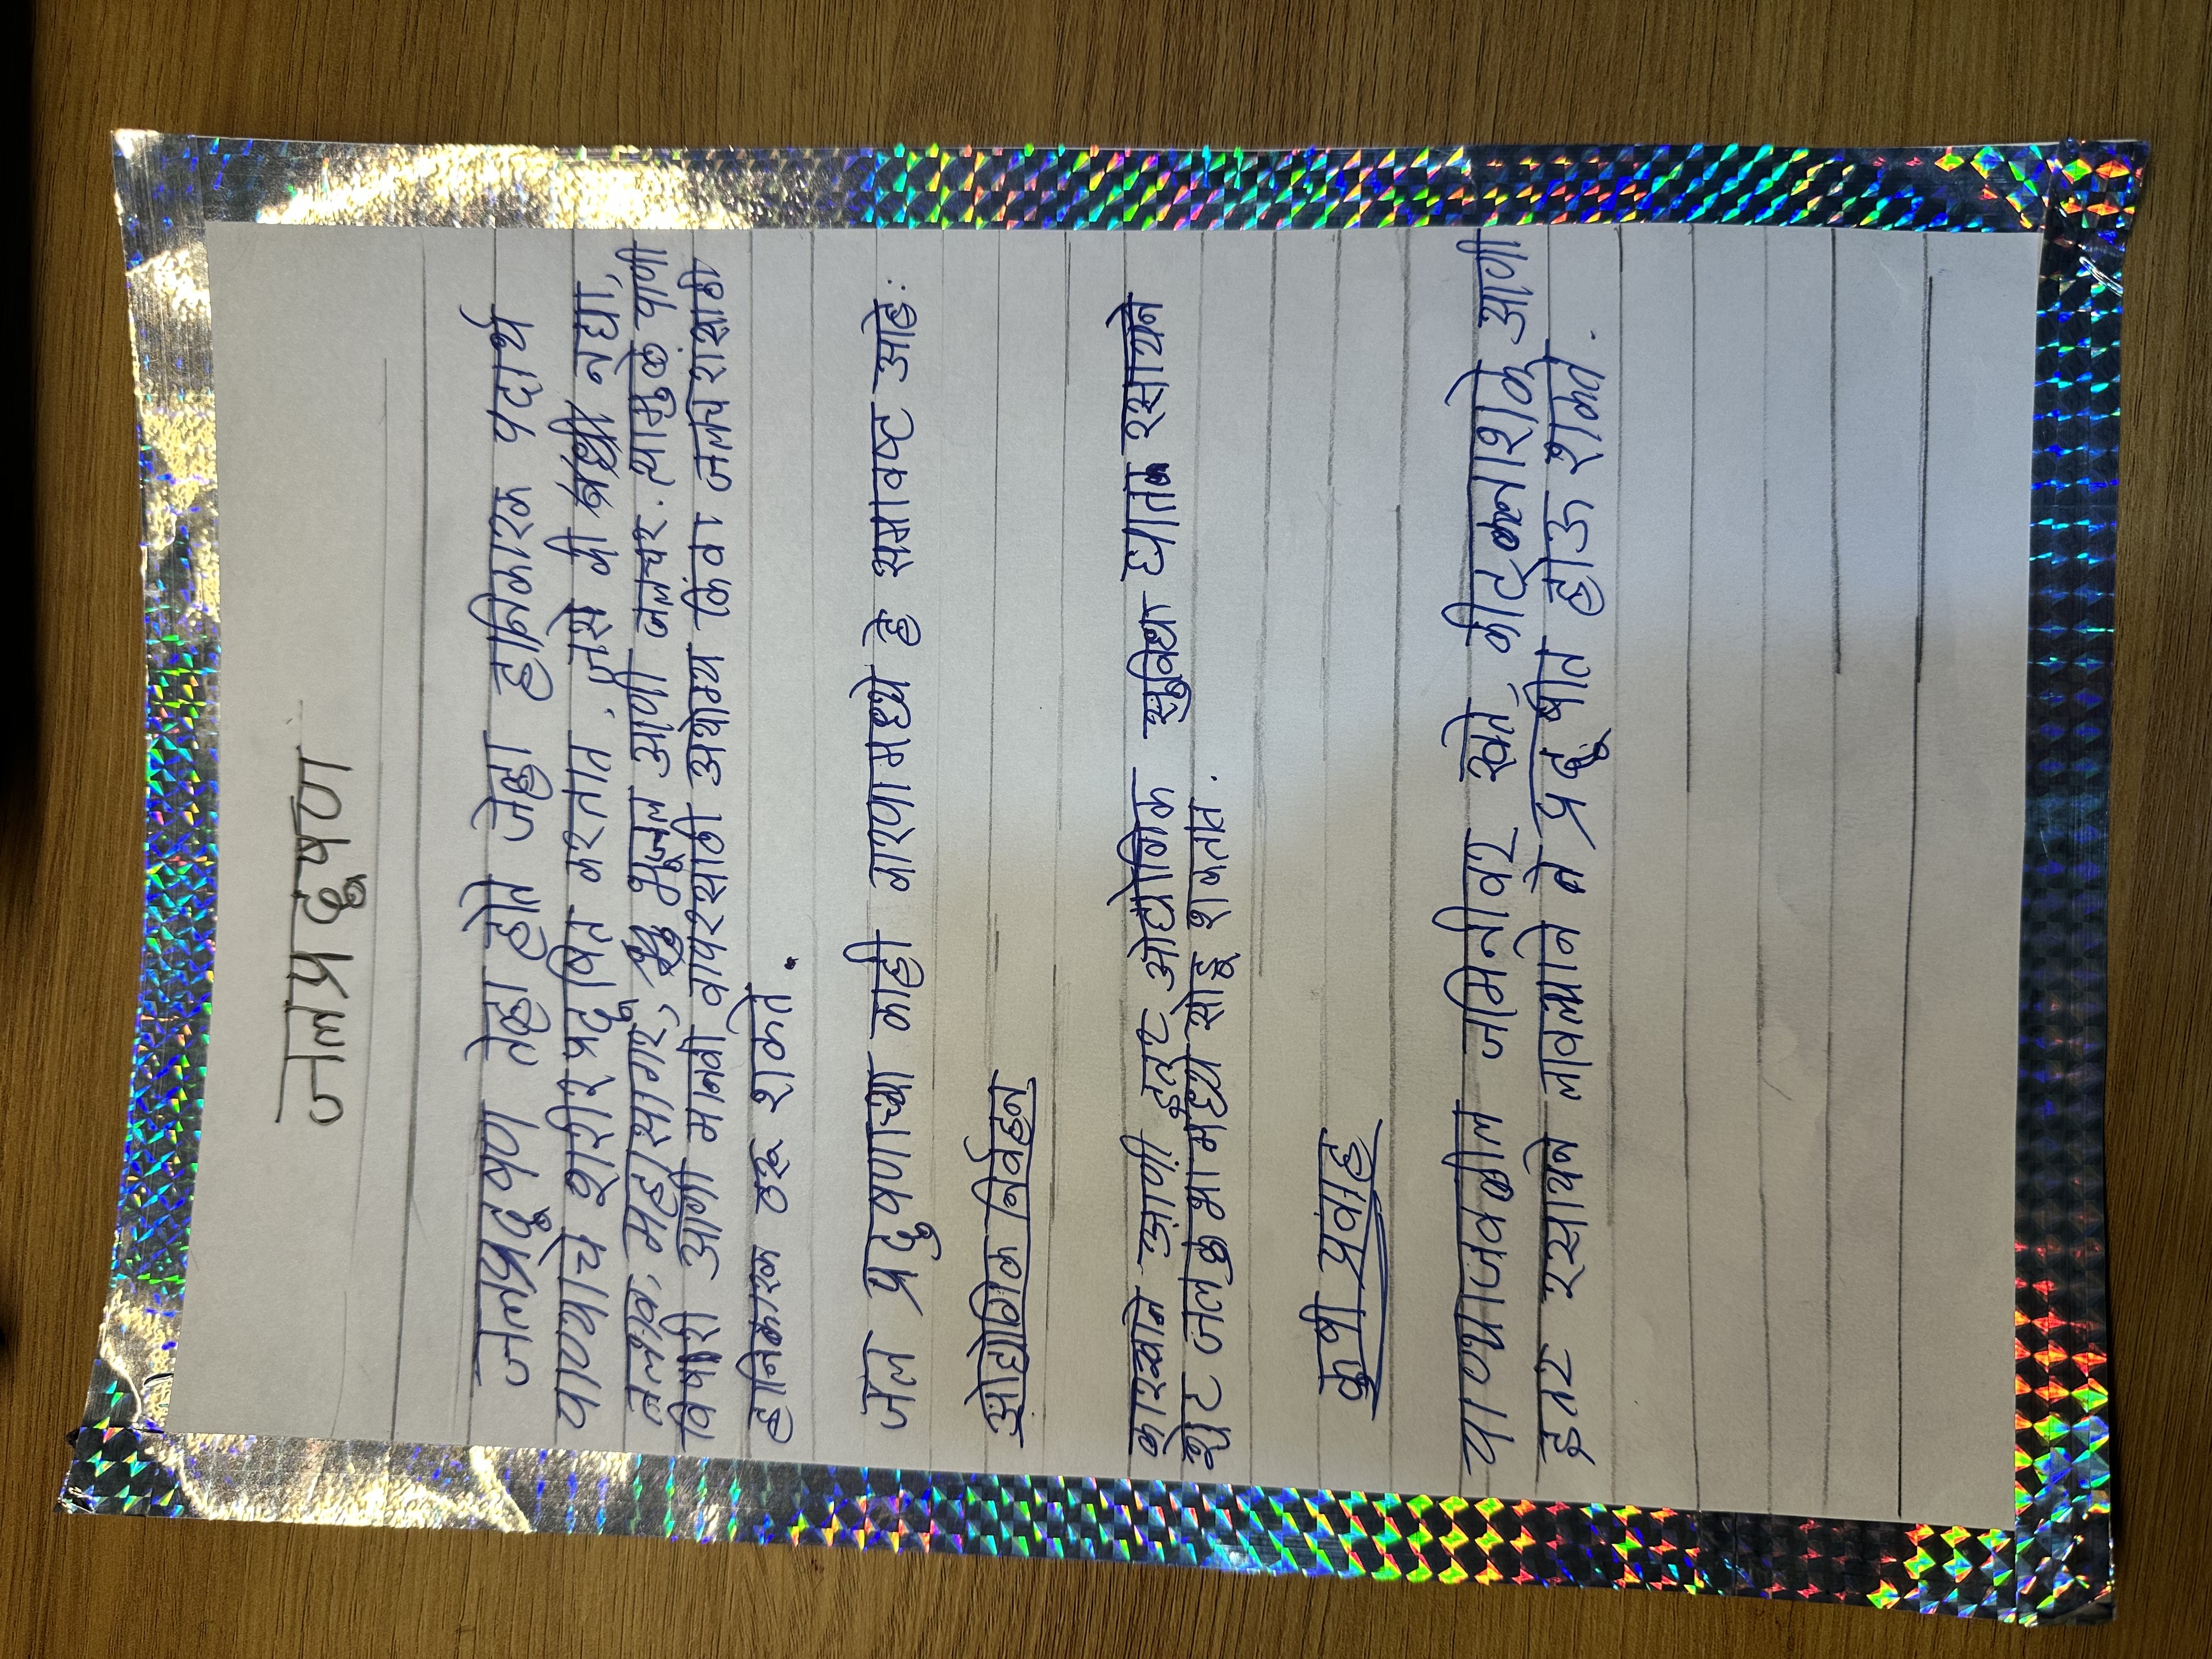 जलप्रदूषण
जलप्रदूषण तेव्हा होते जेव्हा हानिकारक पदार्थ
पाण्याचे शरीर प्रदूषित करतात. जसे की नद्या,
तलाव, महासागर, भूजल आणी जलचर. त्यामुळे पाणी
विषारी आणी मानवी वापरसाठी अयोग्य किंवा जलचरांसाठी
हानिकारक ठरू शकते.
जल प्रदुषणाच्या काही कारणामध्ये हे समावष्ट आहे:
ओद्योगिक निर्वहन
कारखाने आणी इतर ओद्योगिक सुविधा घातक रसायने
थेट जलकुंभामध्ये सोडू शकतात.
कुषी प्रवाह
पाण्याजवळील जमिनीवर खते, कीटकनाशके आणी
इतर रसायने लावल्याने ते प्रदूषीत होऊ शकते.